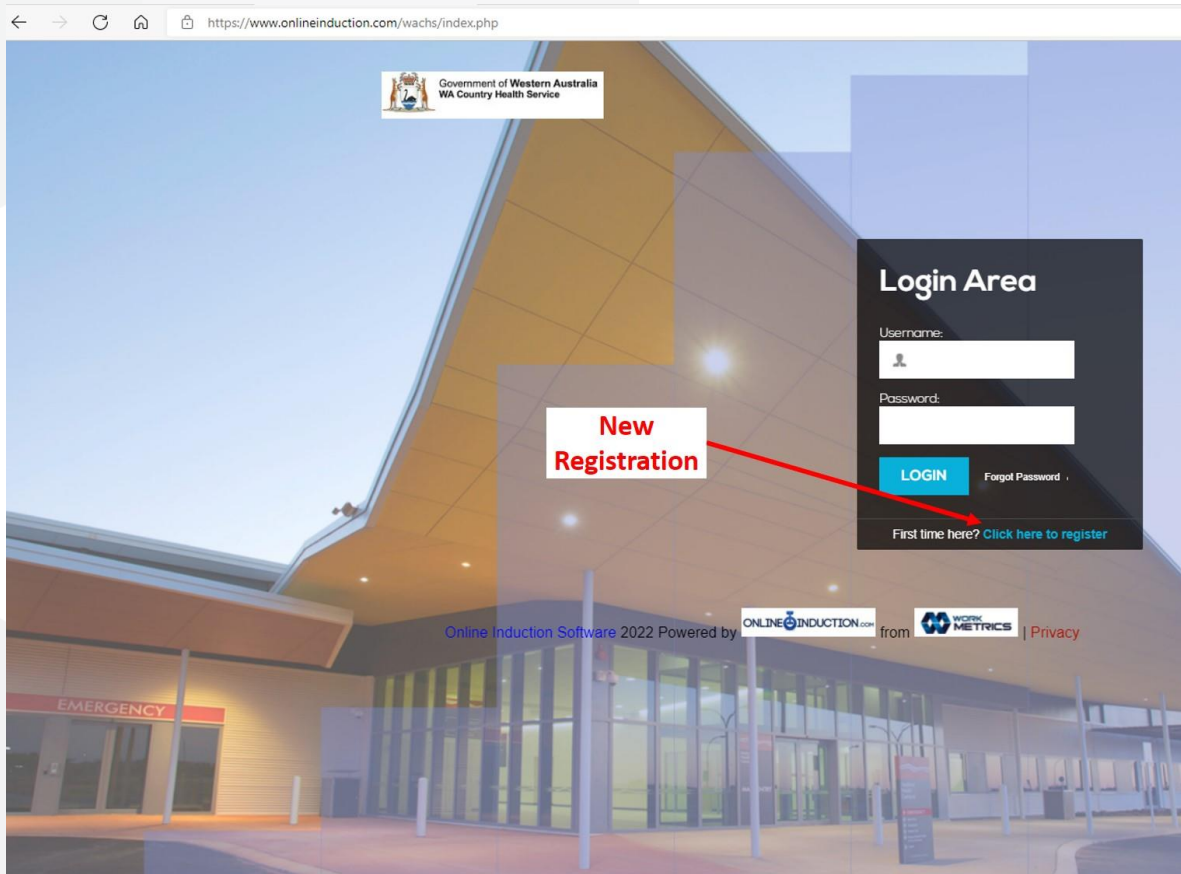 https://www.onlineinduction.com/wachs/index.php
Government of Western Australia
WA Country Health Service
Login Area
Username:
Password:
New
Registration
LOGIN Forgot Password
First time here? Click here to register
Online Induction Software 2022 Powered by ONLINE INDUCTION.COM from WORK METRICS | Privacy
EMERGENCY